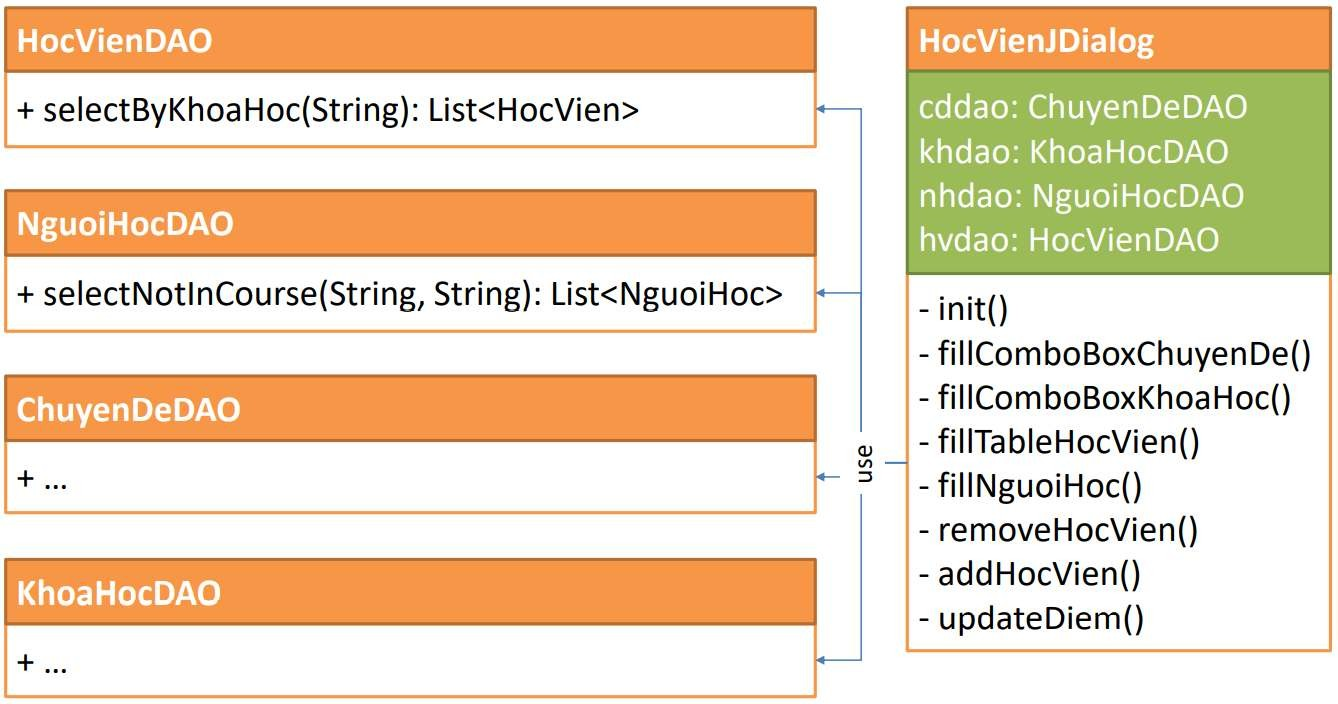 HocVienDAO
+ selectByKhoaHoc(String): List<HocVien>
NguoiHocDAO
+ selectNotInCourse(String, String): List<NguoiHoc>
ChuyenDeDAO
+ ...
KhoaHocDAO
+ ...
use
HocVienJDialog
cddao: ChuyenDeDAO
khdao: KhoaHocDAO
nhdao: NguoiHocDAO
hvdao: HocVienDAO
- init()
- fillComboBoxChuyenDe()
- fillComboBoxKhoaHoc()
- fillTableHocVien()
- fillNguoiHoc()
- removeHocVien()
- addHocVien()
- updateDiem()